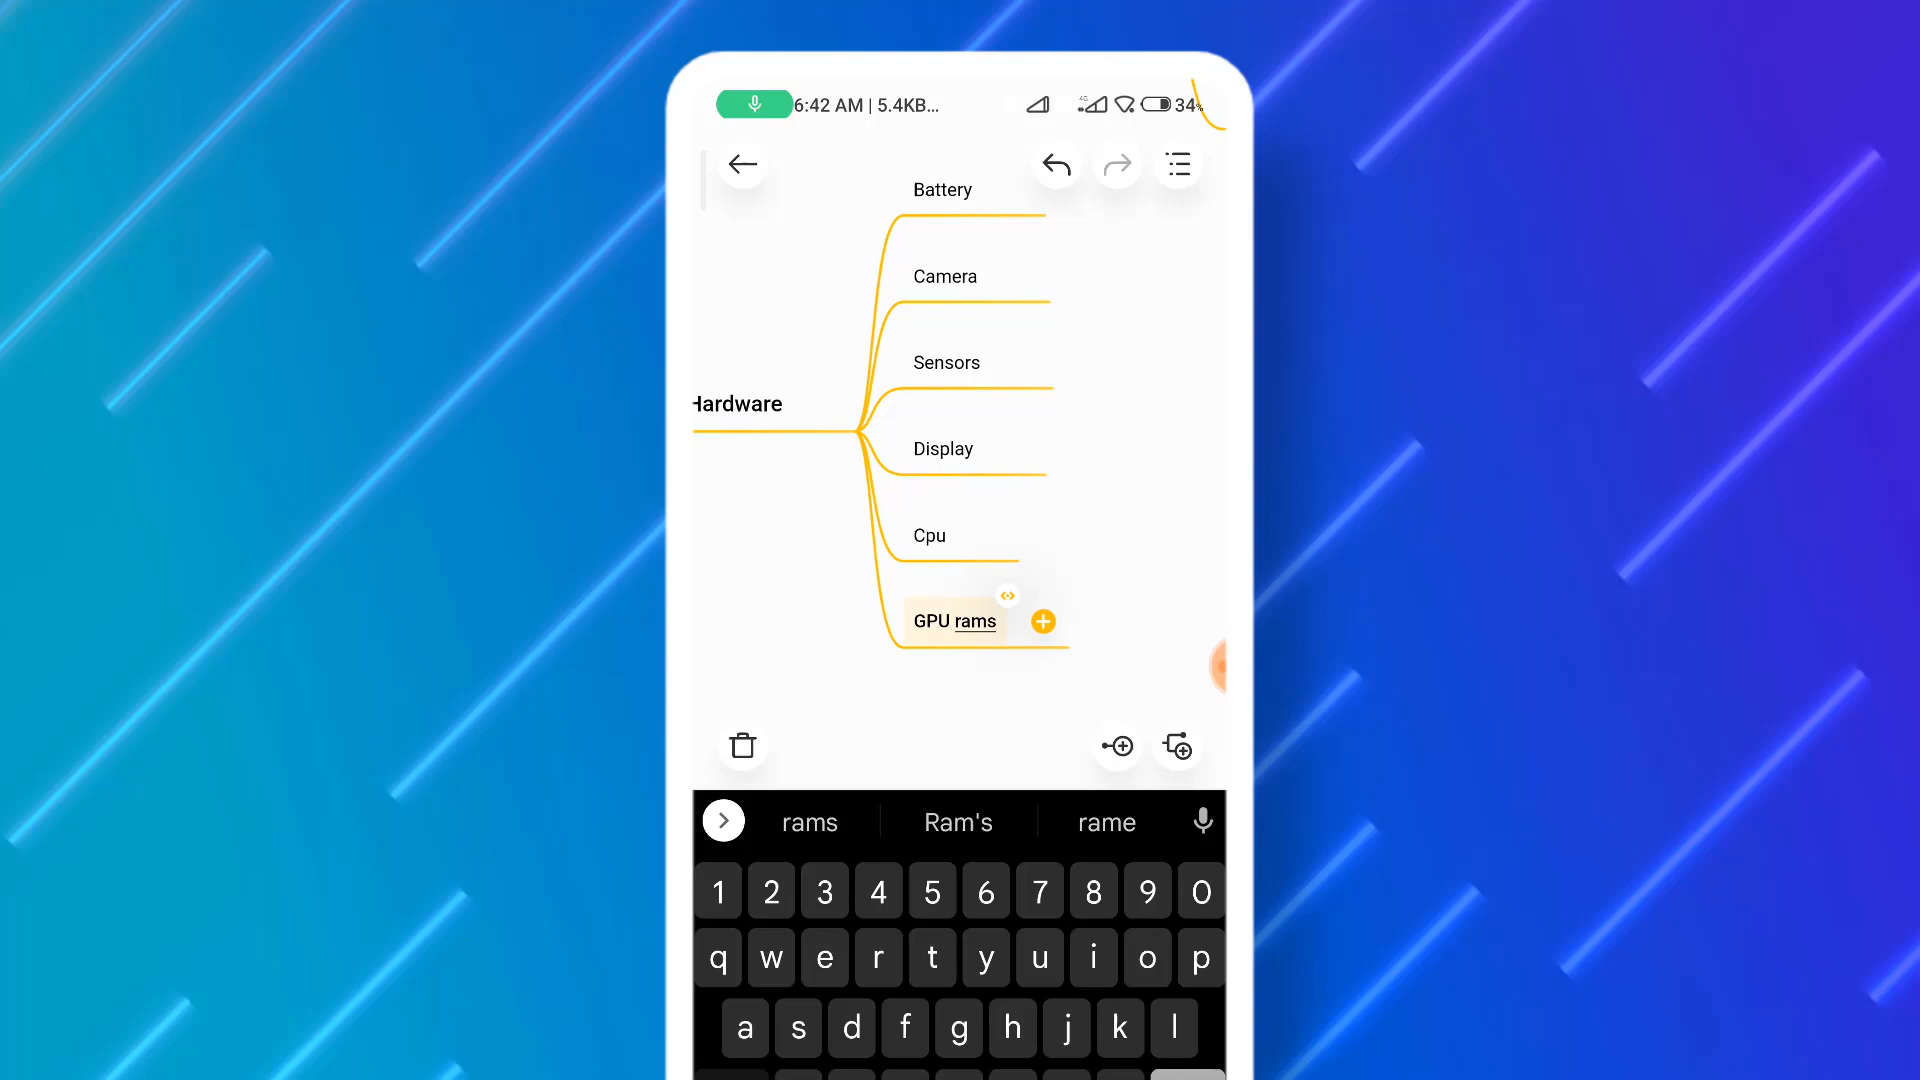 6:42 AM | 5.4KB...
4G
34%
Battery
Camera
Sensors
Hardware
Display
Cpu
GPU rams
rams
Ram's
rame
1 2 3 4 5 6 7 8 9 0
q w e r t y u i o p
a s d f g h j k l